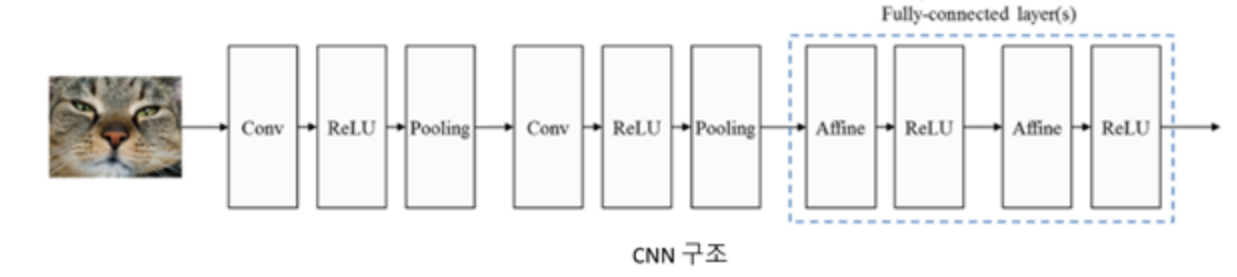 Fully-connected layer(s)
Conv ReLU Pooling Conv ReLU Pooling Affine ReLU Affine ReLU
CNN 구조